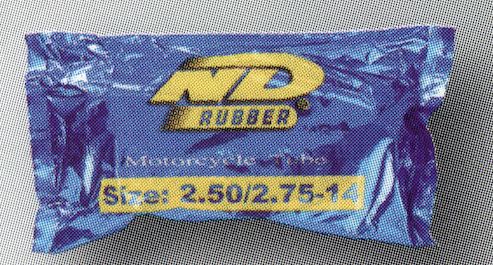 ND
RUBBER®
Motorcycle Tube
Size: 2.50/2.75-14